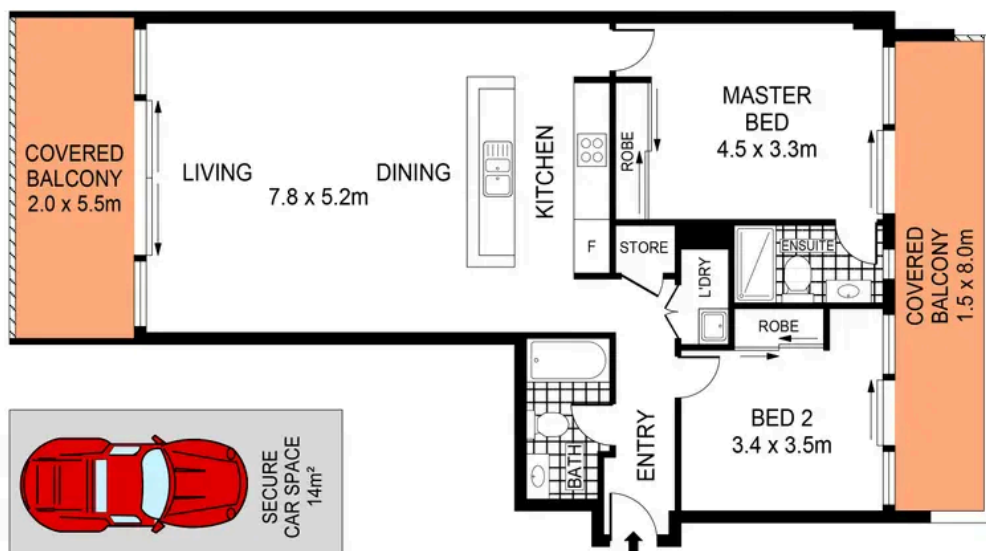 COVERED
BALCONY
2.0 x 5.5m
LIVING
7.8 x 5.2m
DINING
KITCHEN
F
ROBE
MASTER
BED
4.5 x 3.3m
STORE
L'DRY
ENSUITE
COVERED
BALCONY
1.5 x 8.0m
ROBE
BED 2
3.4 x 3.5m
BATH
ENTRY
SECURE
CAR SPACE
14m²